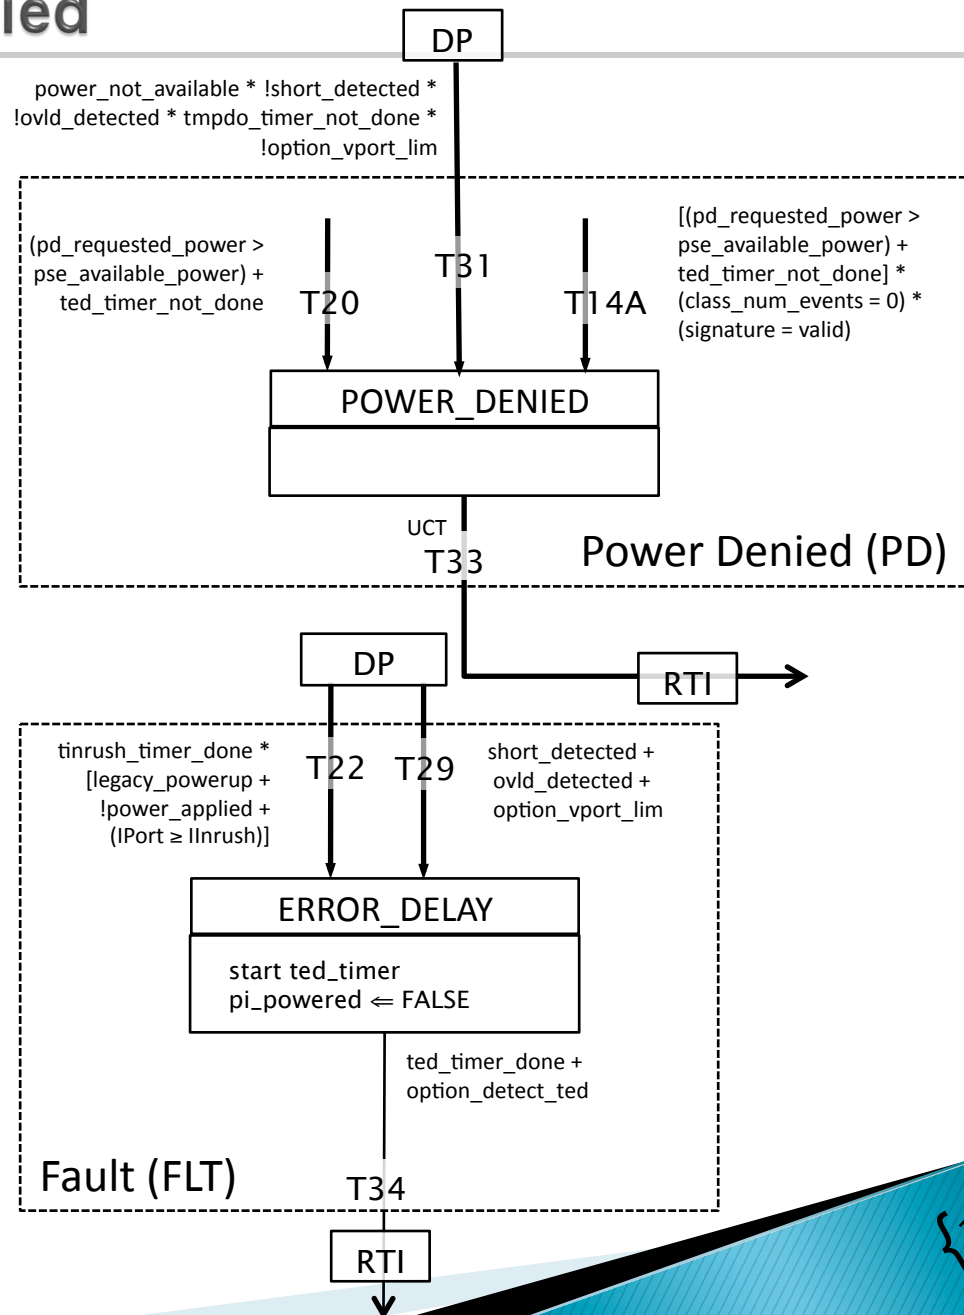 DP
power_not_available * !short_detected *
!ovld_detected * tmpdo_timer_not_done *
!option_vport_lim
(pd_requested_power >
pse_available_power) +
ted_timer_not_done
T20
T31
T14A
[(pd_requested_power >
pse_available_power) +
ted_timer_not_done] *
(class_num_events = 0) *
(signature = valid)
POWER_DENIED
UCT
T33
Power Denied (PD)
DP
RTI
tinrush_timer_done *
[legacy_powerup +
!power_applied +
(IPort ≥ IInrush)]
T22
T29
short_detected +
ovld_detected +
option_vport_lim
ERROR_DELAY
start ted_timer
pi_powered ⇐ FALSE
ted_timer_done +
option_detect_ted
Fault (FLT)
T34
RTI